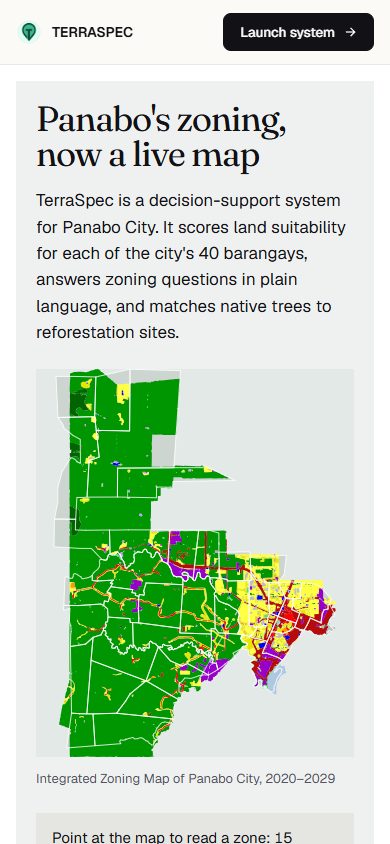 TERRASPEC
Launch system →
Panabo's zoning,
now a live map
TerraSpec is a decision-support system
for Panabo City. It scores land suitability
for each of the city's 40 barangays,
answers zoning questions in plain
language, and matches native trees to
reforestation sites.
Integrated Zoning Map of Panabo City, 2020–2029
Point at the map to read a zone: 15